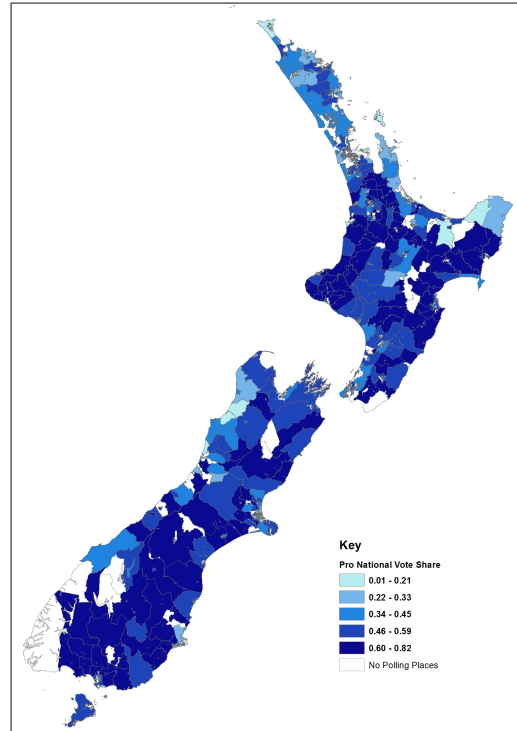 Key
Pro National Vote Share
0.01 - 0.21
0.22 - 0.33
0.34 - 0.45
0.46 - 0.59
0.60 - 0.82
No Polling Places